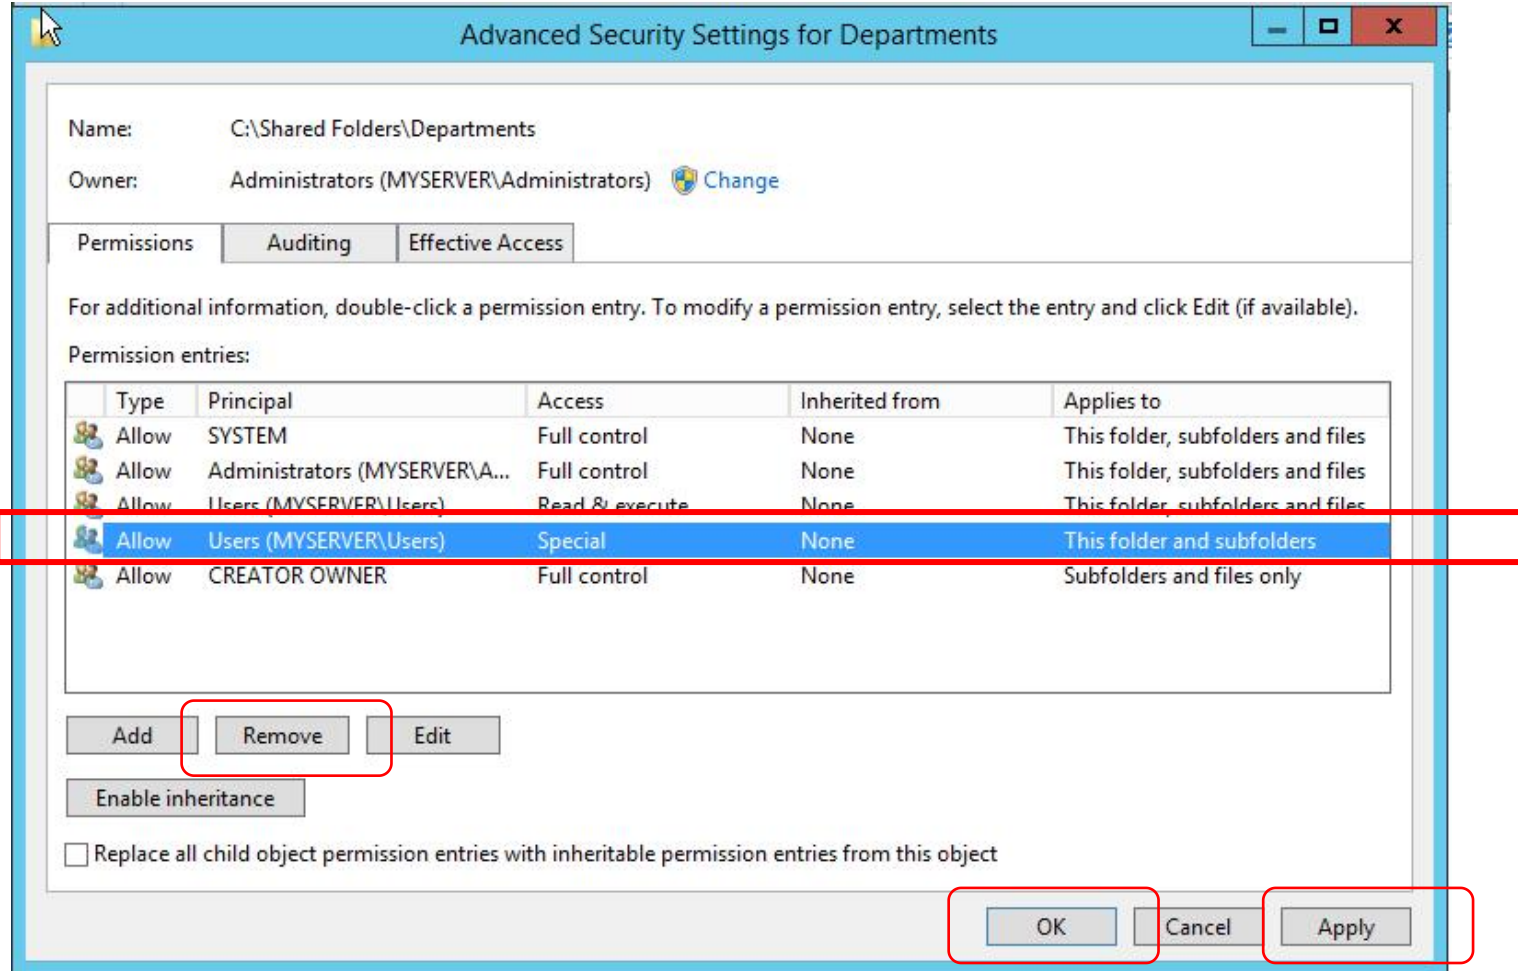 Advanced Security Settings for Departments
Name: C:\Shared Folders\Departments
Owner: Administrators (MYSERVER\Administrators) Change
Permissions Auditing Effective Access
For additional information, double-click a permission entry. To modify a permission entry, select the entry and click Edit (if available).
Permission entries:
Type Principal Access Inherited from Applies to
Allow SYSTEM Full control None This folder, subfolders and files
Allow Administrators (MYSERVER\A... Full control None This folder, subfolders and files
Allow Users (MYSERVER\Users) Read & execute None This folder, subfolders and files
Allow Users (MYSERVER\Users) Special None This folder and subfolders
Allow CREATOR OWNER Full control None Subfolders and files only
Add Remove Edit
Enable inheritance
Replace all child object permission entries with inheritable permission entries from this object
OK Cancel Apply